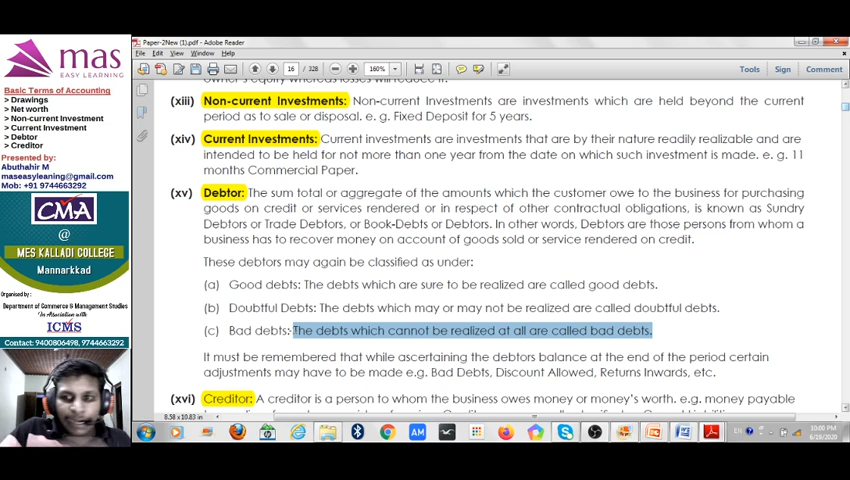 mas
EASY LEARNING
Basic Terms of Accounting
> Drawings
> Net worth
> Non-current Investment
> Current Investment
> Debtor
> Creditor
Presented by:
Abuthahir M
maseasyleaning@gmail.com
Mob: +91 9744663292
CMA
@
MES KALLADI COLLEGE
Mannarkkad
Department of Commerce & Management Studies
In Association with
ICMS
Contact: 9400806498, 9744663292
Paper-2New (1).pdf - Adobe Reader
File Edit View Window Help
16 / 328
160%
Tools Sign Comment
owner's equity whereas losses will reduce it.
(xiii) Non-current Investments: Non-current Investments are investments which are held beyond the current
period as to sale or disposal. e. g. Fixed Deposit for 5 years.
(xiv) Current Investments: Current investments are investments that are by their nature readily realizable and are
intended to be held for not more than one year from the date on which such investment is made. e. g. 11
months Commercial Paper.
(xv) Debtor: The sum total or aggregate of the amounts which the customer owe to the business for purchasing
goods on credit or services rendered or in respect of other contractual obligations, is known as Sundry
Debtors or Trade Debtors, or Book-Debts or Debtors. In other words, Debtors are those persons from whom a
business has to recover money on account of goods sold or service rendered on credit.
These debtors may again be classified as under:
(a) Good debts: The debts which are sure to be realized are called good debts.
(b) Doubtful Debts: The debts which may or may not be realized are called doubtful debts.
(c) Bad debts: The debts which cannot be realized at all are called bad debts.
It must be remembered that while ascertaining the debtors balance at the end of the period certain
adjustments may have to be made e.g. Bad Debts, Discount Allowed, Returns Inwards, etc.
(xvi) Creditor: A creditor is a person to whom the business owes money or money's worth. e.g. money payable
8.58 x 10.83 in
AM
EN
10:00 PM
6/19/2020